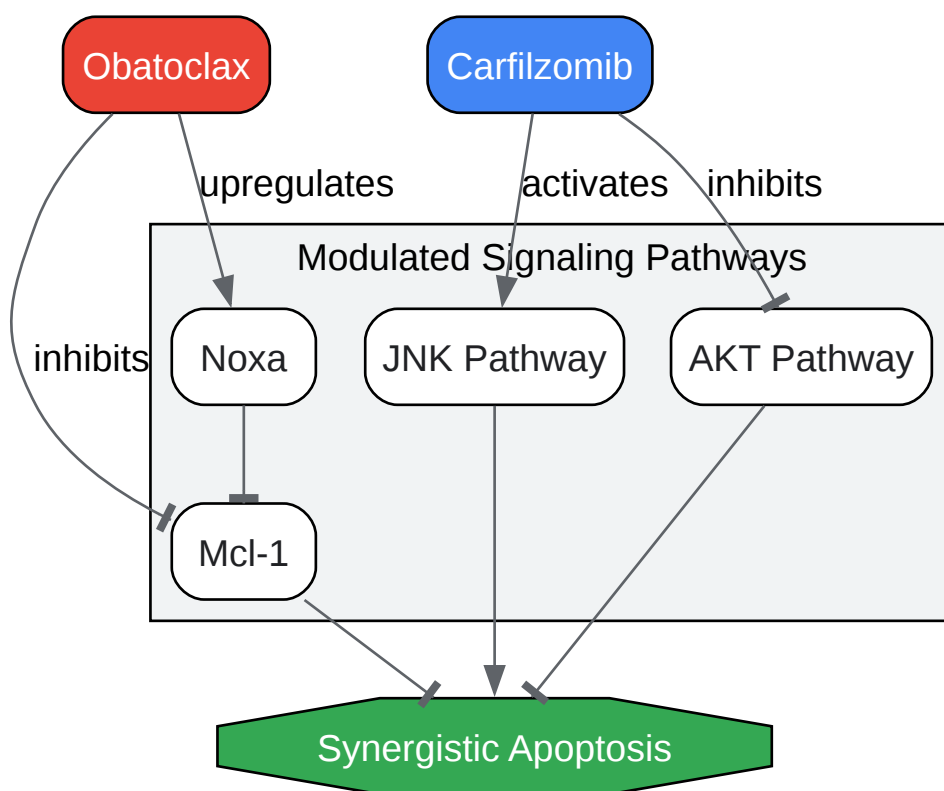 Obatoclax
Carfilzomib
upregulates
activates
inhibits
Modulated Signaling Pathways
inhibits
Noxa
JNK Pathway
AKT Pathway
Mcl-1
Synergistic Apoptosis